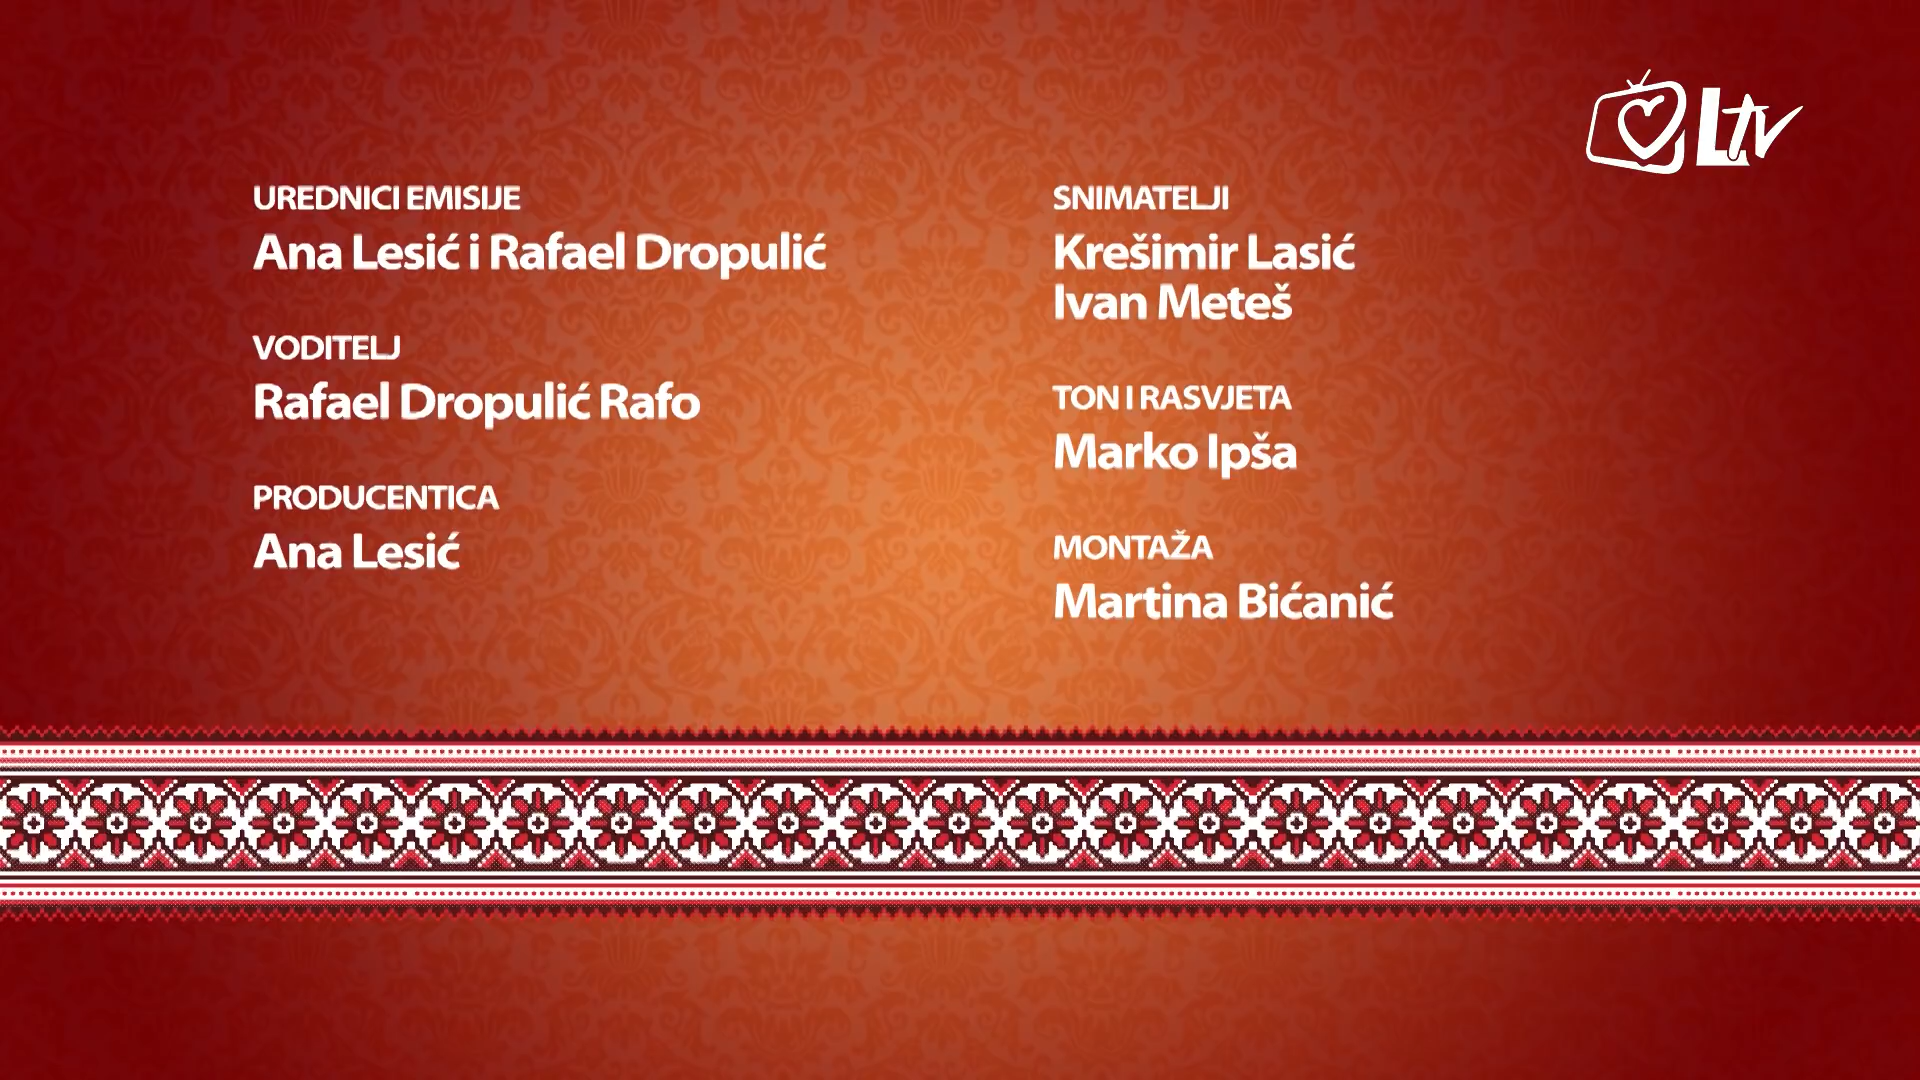 Ltv
UREDNICI EMISIJE
Ana Lesić i Rafael Dropulić
VODITELJ
Rafael Dropulić Rafo
PRODUCENTICA
Ana Lesić
SNIMATELJI
Krešimir Lasić
Ivan Meteš
TON I RASVJETA
Marko Ipša
MONTAŽA
Martina Bićanić